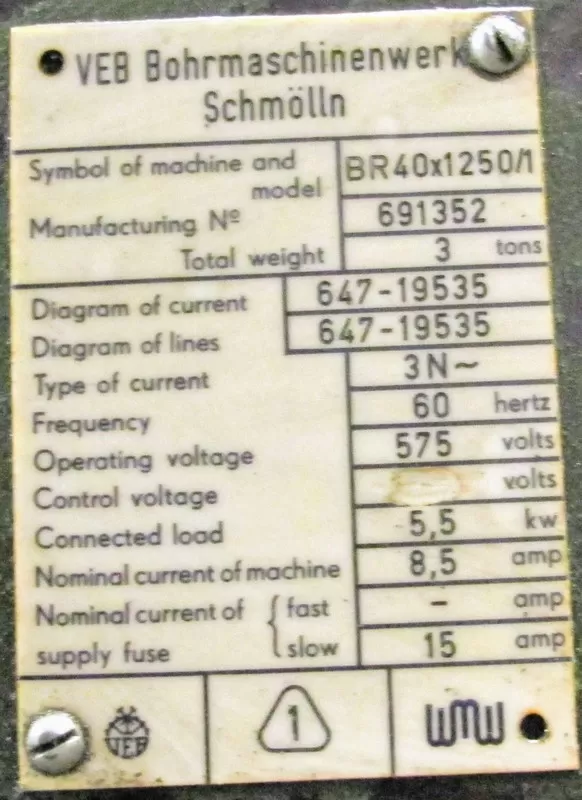 VEB Bohrmaschinenwerk
Schmölln
Symbol of machine and
model BR40x1250/1
Manufacturing Nº 691352
Total weight 3 tons
Diagram of current 647-19535
Diagram of lines 647-19535
Type of current 3N~
Frequency 60 hertz
Operating voltage 575 volts
Control voltage volts
Connected load 5,5 kw
Nominal current of machine 8,5 amp
Nominal current of { fast - amp
supply fuse slow 15 amp
VEB 1 WMW